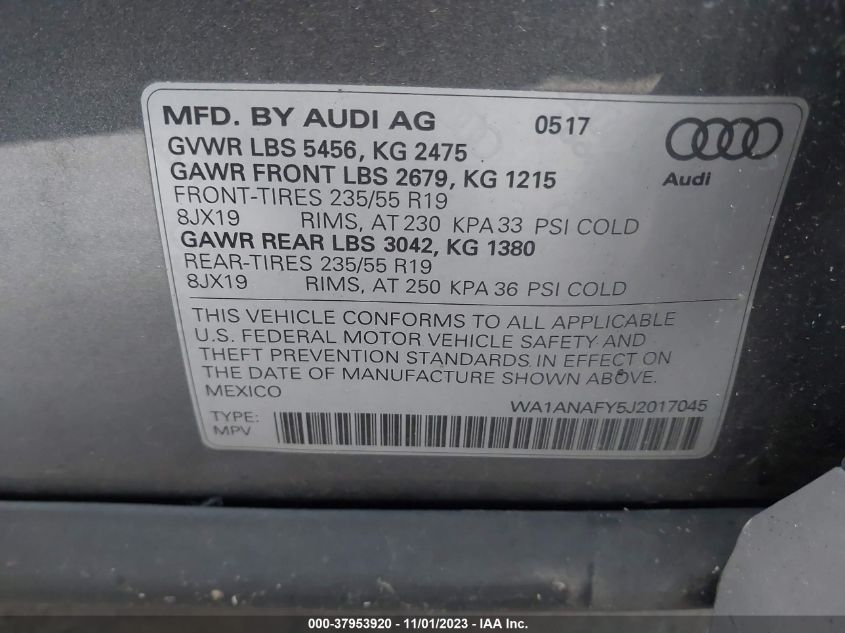 MFD. BY AUDI AG 0517
GVWR LBS 5456, KG 2475
GAWR FRONT LBS 2679, KG 1215
Audi
FRONT-TIRES 235/55 R19
8JX19 RIMS, AT 230 KPA 33 PSI COLD
GAWR REAR LBS 3042, KG 1380
REAR-TIRES 235/55 R19
8JX19 RIMS, AT 250 KPA 36 PSI COLD
THIS VEHICLE CONFORMS TO ALL APPLICABLE
U.S. FEDERAL MOTOR VEHICLE SAFETY AND
THEFT PREVENTION STANDARDS IN EFFECT ON
THE DATE OF MANUFACTURE SHOWN ABOVE.
MEXICO
WA1ANAFY5J2017045
TYPE:
MPV
000-37953920 - 11/01/2023 - IAA Inc.